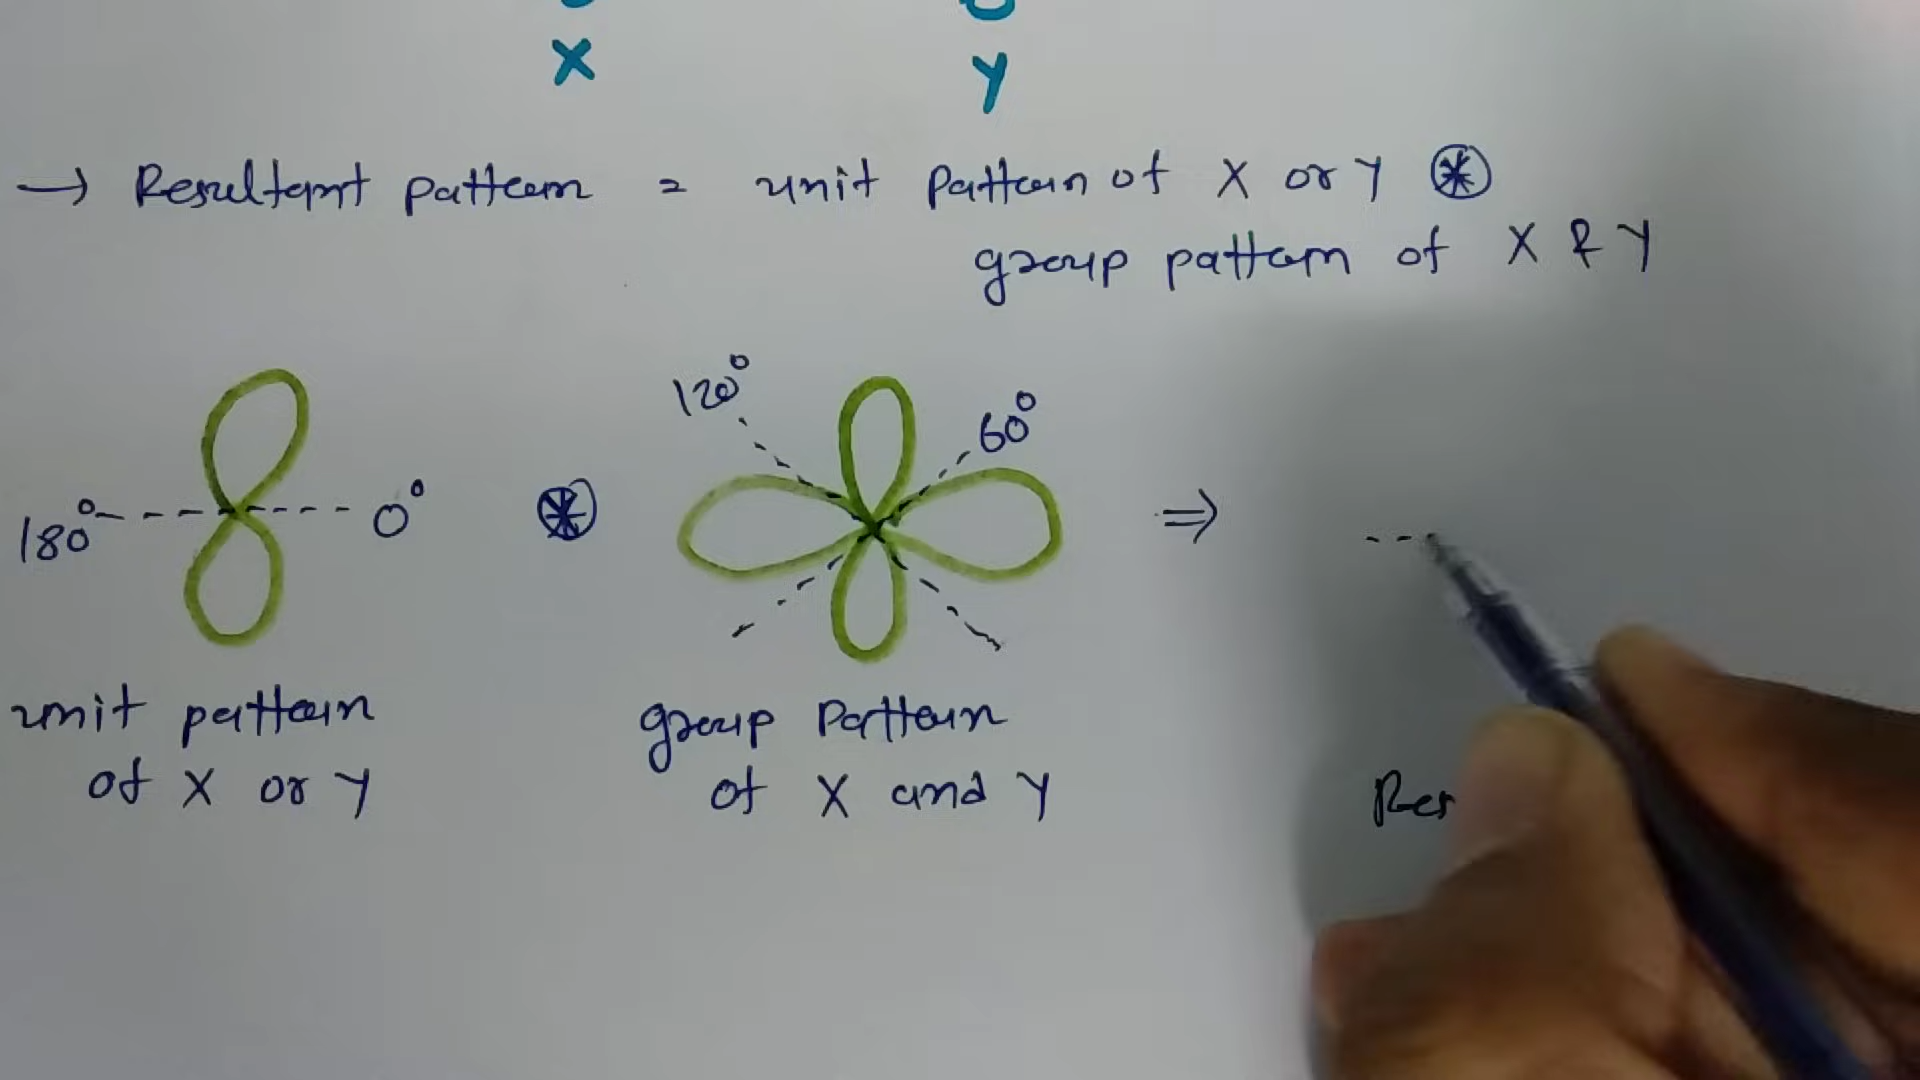 X Y
→ Resultant pattern = unit pattern of X or Y ⊛
group pattern of X & Y
180° 0°
⊛
120° 60°
⇒
unit pattern
of X or Y
group Pattern
of X and Y
Res